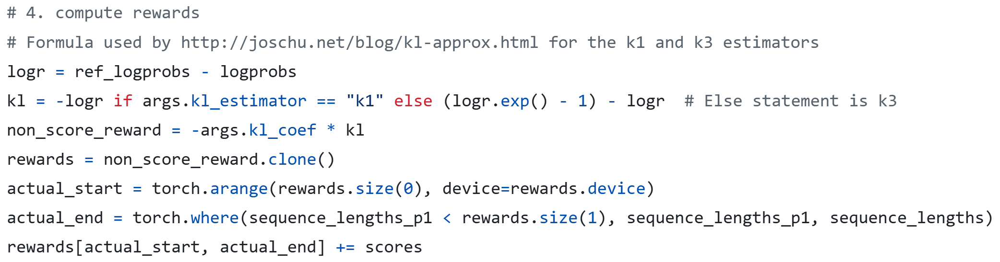 # 4. compute rewards
# Formula used by http://joschu.net/blog/kl-approx.html for the k1 and k3 estimators
logr = ref_logprobs - logprobs
kl = -logr if args.kl_estimator == "k1" else (logr.exp() - 1) - logr  # Else statement is k3
non_score_reward = -args.kl_coef * kl
rewards = non_score_reward.clone()
actual_start = torch.arange(rewards.size(0), device=rewards.device)
actual_end = torch.where(sequence_lengths_p1 < rewards.size(1), sequence_lengths_p1, sequence_lengths)
rewards[actual_start, actual_end] += scores